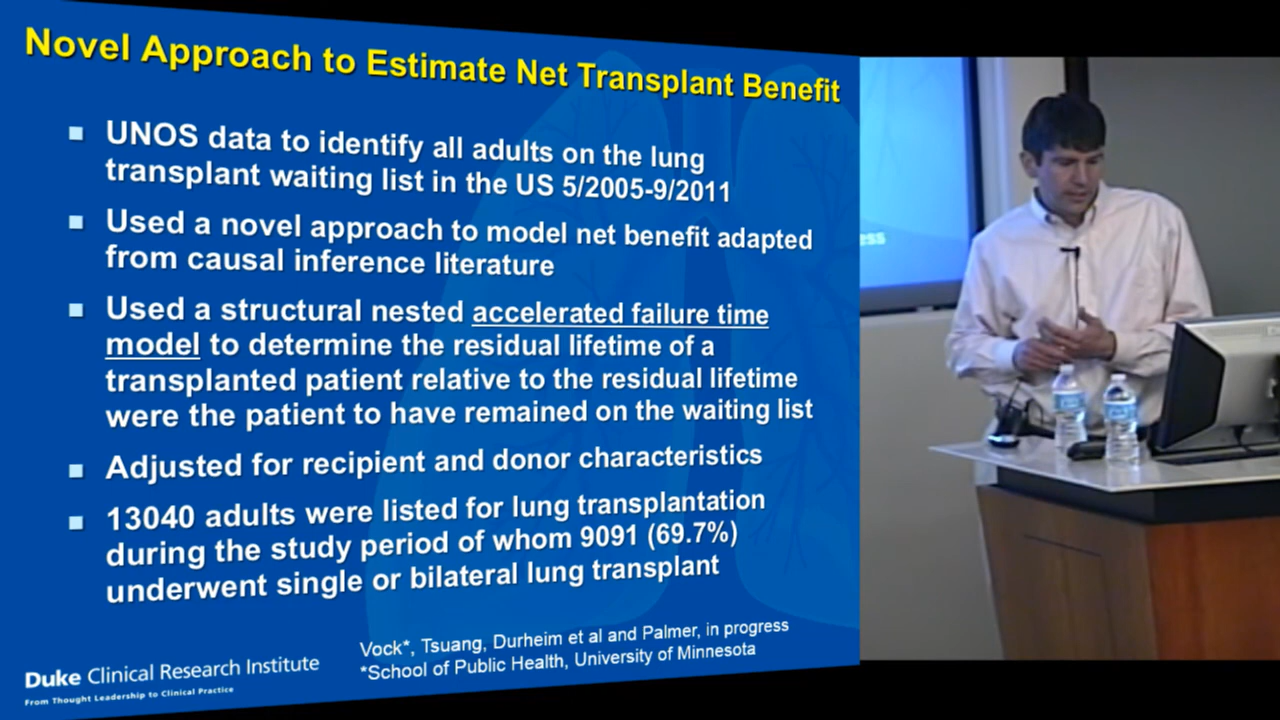 Novel Approach to Estimate Net Transplant Benefit
UNOS data to identify all adults on the lung
transplant waiting list in the US 5/2005-9/2011
Used a novel approach to model net benefit adapted
from causal inference literature
Used a structural nested accelerated failure time
model to determine the residual lifetime of a
transplanted patient relative to the residual lifetime
were the patient to have remained on the waiting list
Adjusted for recipient and donor characteristics
13040 adults were listed for lung transplantation
during the study period of whom 9091 (69.7%)
underwent single or bilateral lung transplant
Vock*, Tsuang, Durheim et al and Palmer, in progress
*School of Public Health, University of Minnesota
Duke Clinical Research Institute
From Thought Leadership to Clinical Practice